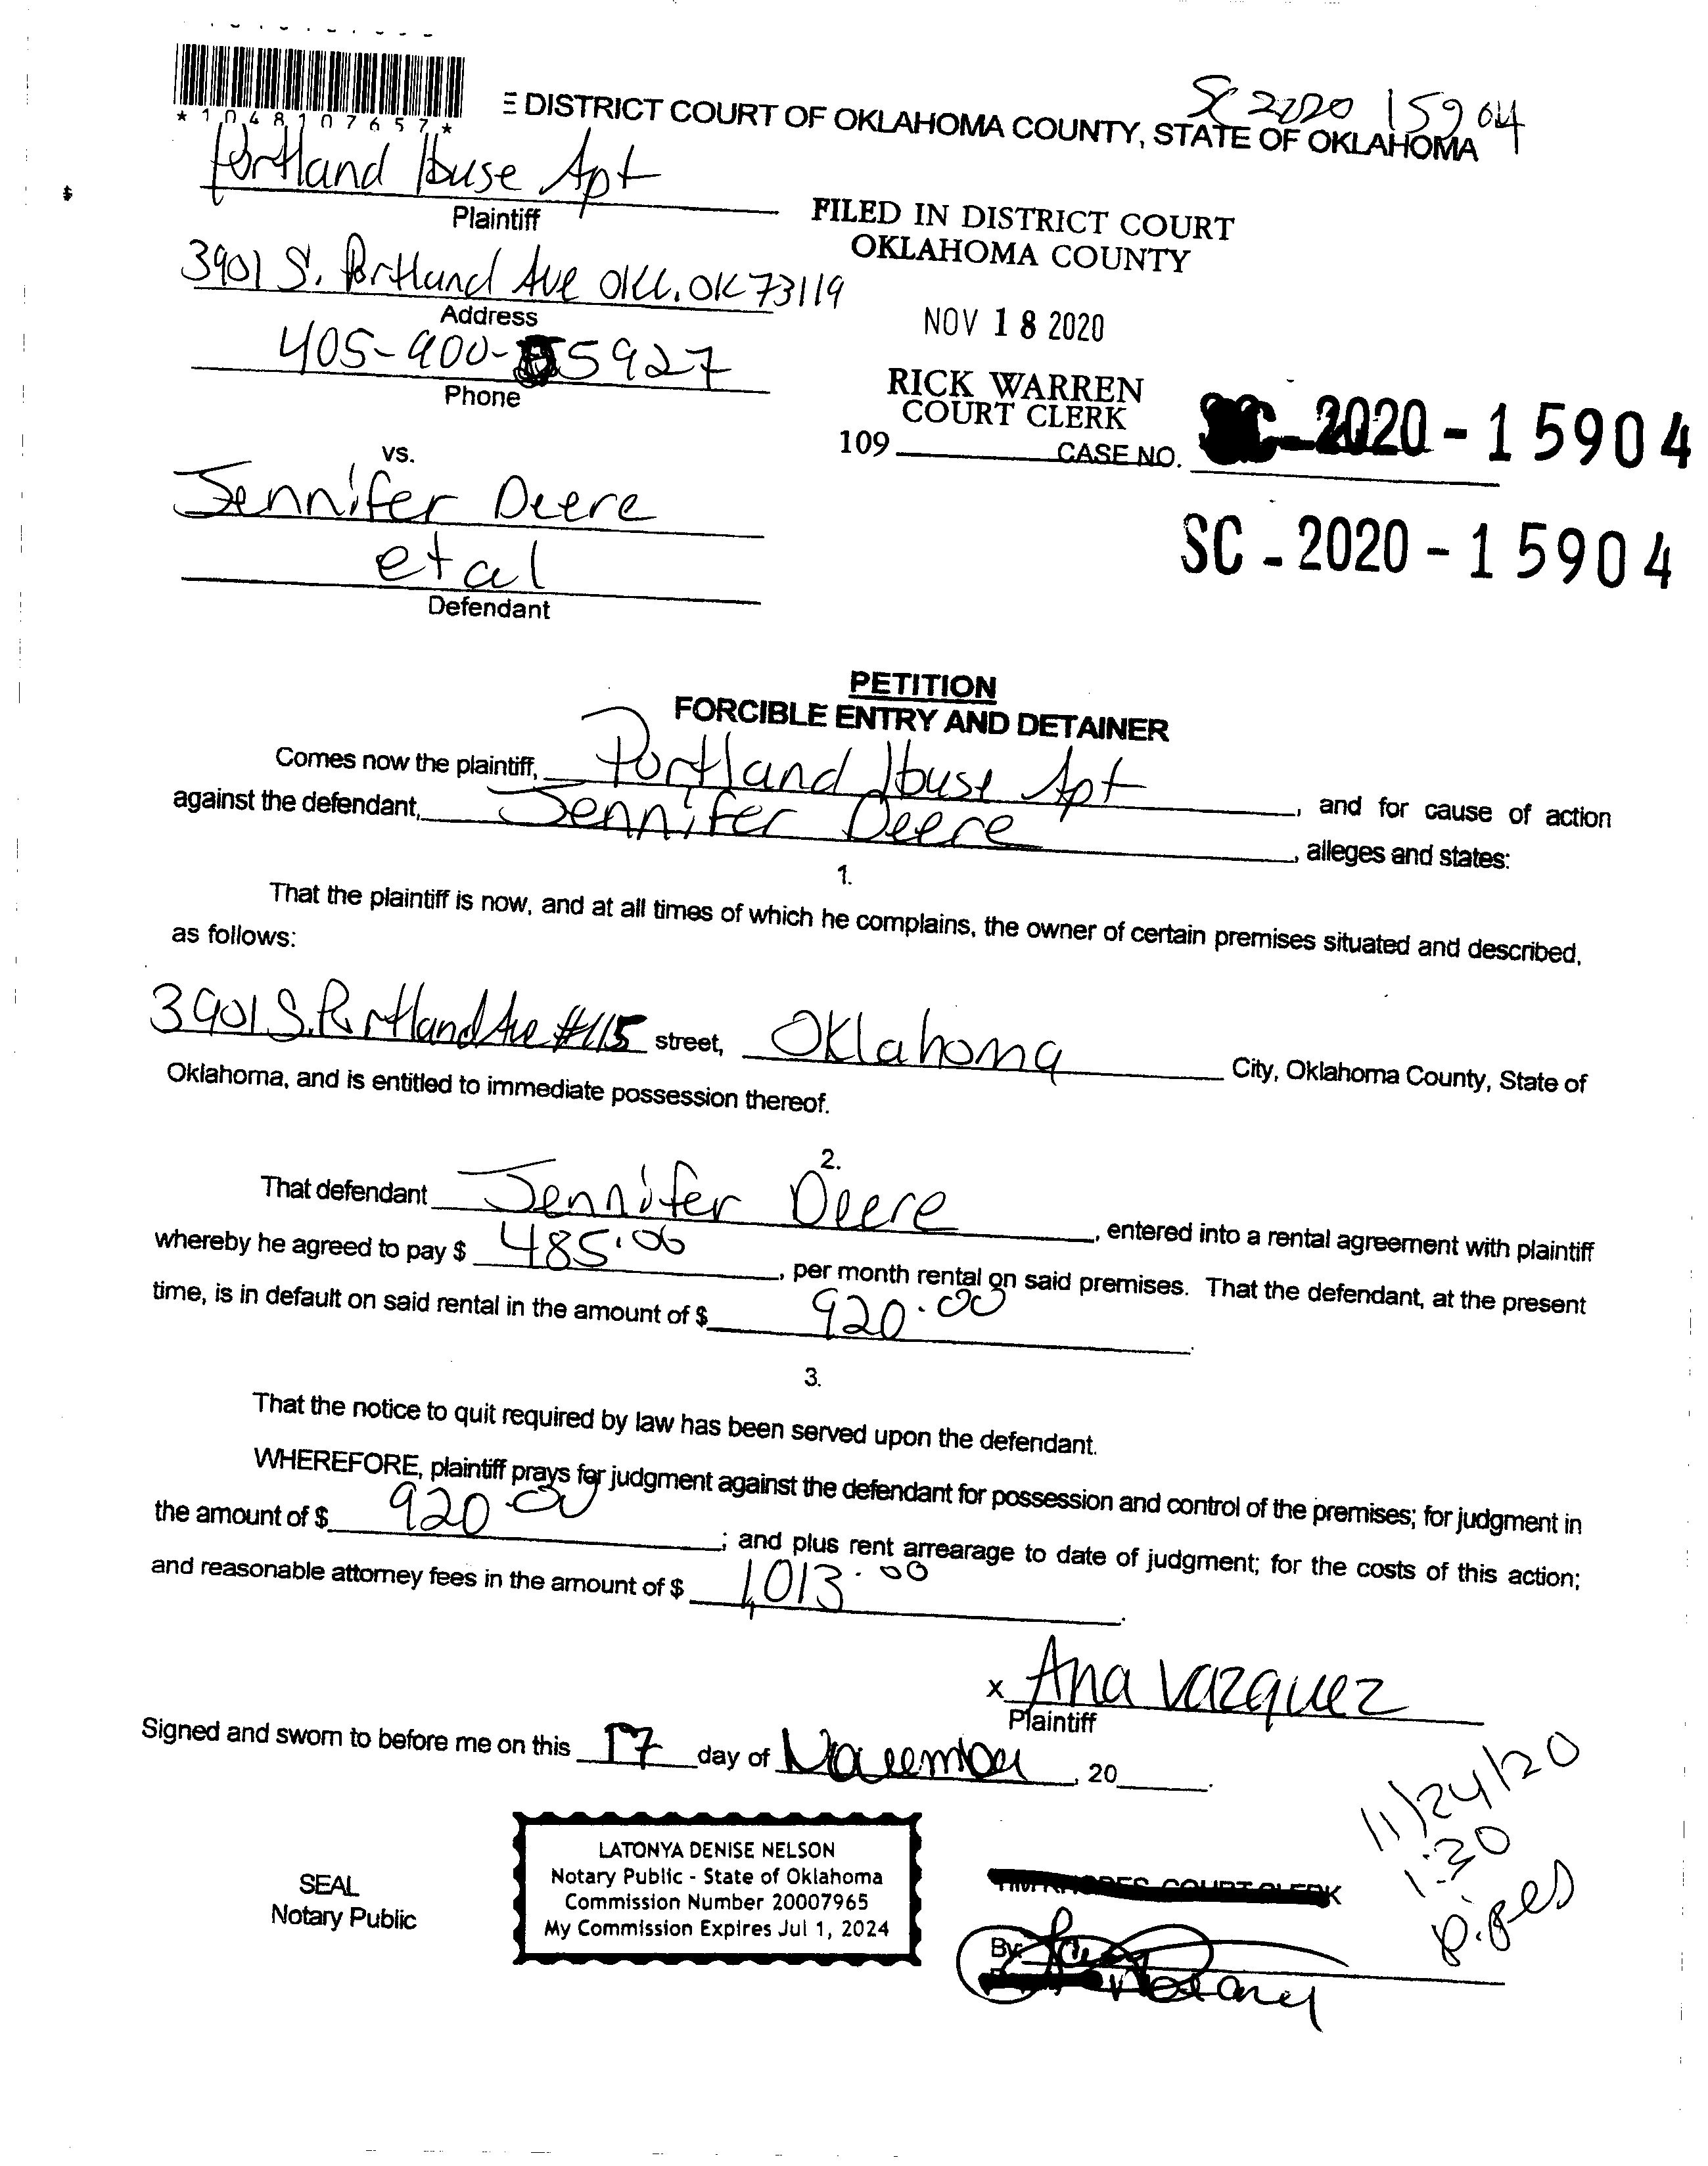 SC 2020 15904
*1048107657*
E DISTRICT COURT OF OKLAHOMA COUNTY, STATE OF OKLAHOMA
Portland House Apt
Plaintiff
FILED IN DISTRICT COURT
OKLAHOMA COUNTY
3901 S. Portland Ave OKC. OK 73119
Address
NOV 18 2020
405-900-5927
Phone
RICK WARREN
COURT CLERK
109
CASE NO. SC-2020-15904
vs.
Jennifer Deere
SC-2020-15904
et al
Defendant
PETITION
FORCIBLE ENTRY AND DETAINER
Comes now the plaintiff, Portland House Apt, and for cause of action
against the defendant, Jennifer Deere, alleges and states:
1.
That the plaintiff is now, and at all times of which he complains, the owner of certain premises situated and described,
as follows:
3901 S. Portland Ave #115 street, Oklahoma City, Oklahoma County, State of
Oklahoma, and is entitled to immediate possession thereof.
2.
That defendant Jennifer Deere, entered into a rental agreement with plaintiff
whereby he agreed to pay $ 485.00, per month rental on said premises. That the defendant, at the present
time, is in default on said rental in the amount of $ 920.00.
3.
That the notice to quit required by law has been served upon the defendant.
WHEREFORE, plaintiff prays for judgment against the defendant for possession and control of the premises; for judgment in
the amount of $ 920.00; and plus rent arrearage to date of judgment; for the costs of this action;
and reasonable attorney fees in the amount of $ 1,013.00.
x Ana Vazquez
Plaintiff
Signed and sworn to before me on this 17 day of November, 20
11/24/20
1:30
SEAL
Notary Public
LATONYA DENISE NELSON
Notary Public - State of Oklahoma
Commission Number 20007965
My Commission Expires Jul 1, 2024
COURT CLERK
By:
Notary